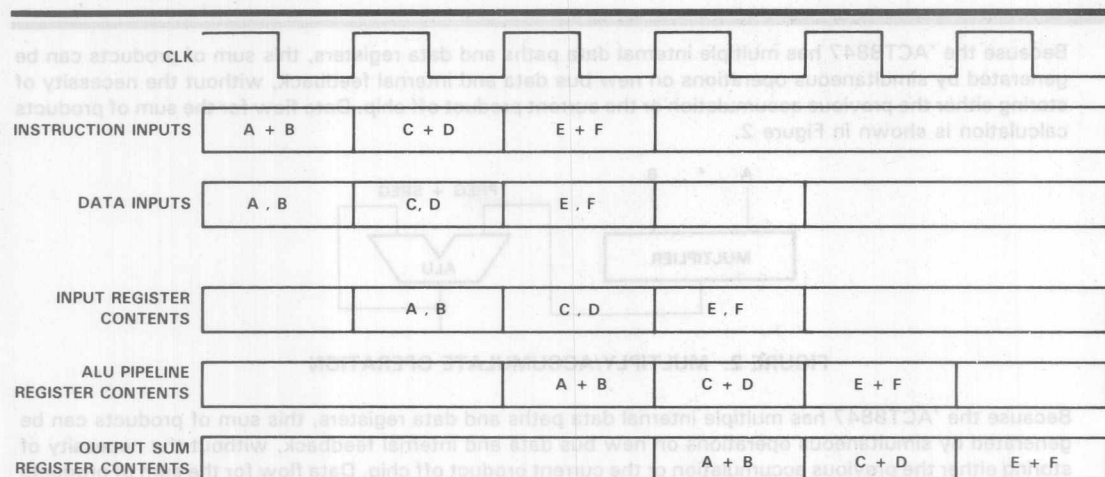 CLK
INSTRUCTION INPUTS A + B C + D E + F
DATA INPUTS A , B C, D E , F
INPUT REGISTER
CONTENTS A , B C , D E , F
ALU PIPELINE
REGISTER CONTENTS A + B C + D E + F
OUTPUT SUM
REGISTER CONTENTS A + B C + D E + F